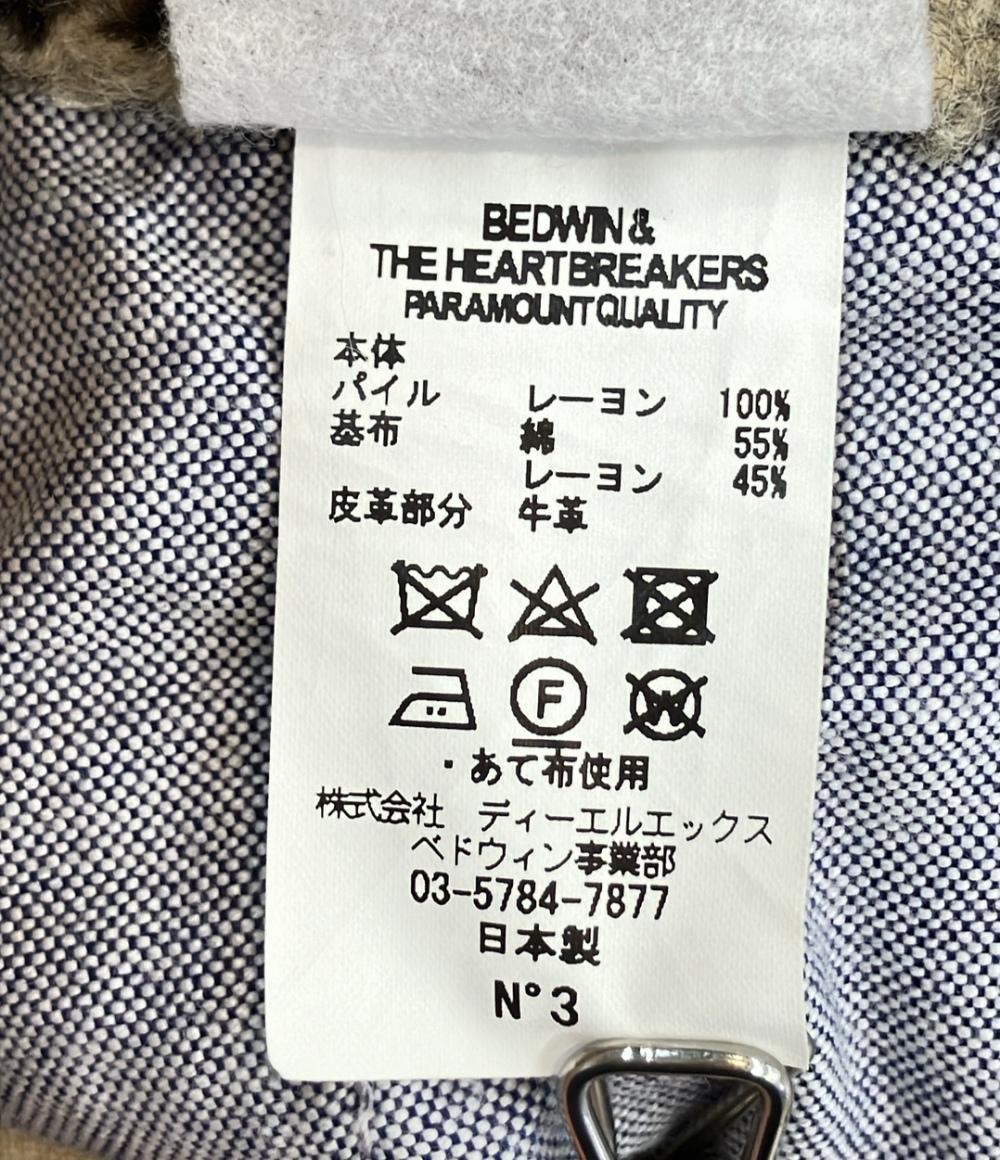 BEDWIN &
THE HEARTBREAKERS
PARAMOUNT QUALITY
本体
パイル レーヨン 100%
基布 綿 55%
レーヨン 45%
皮革部分 牛革
F W
・あて布使用
株式会社 ディーエルエックス
ベドウィン事業部
03-5784-7877
日本製
N°3